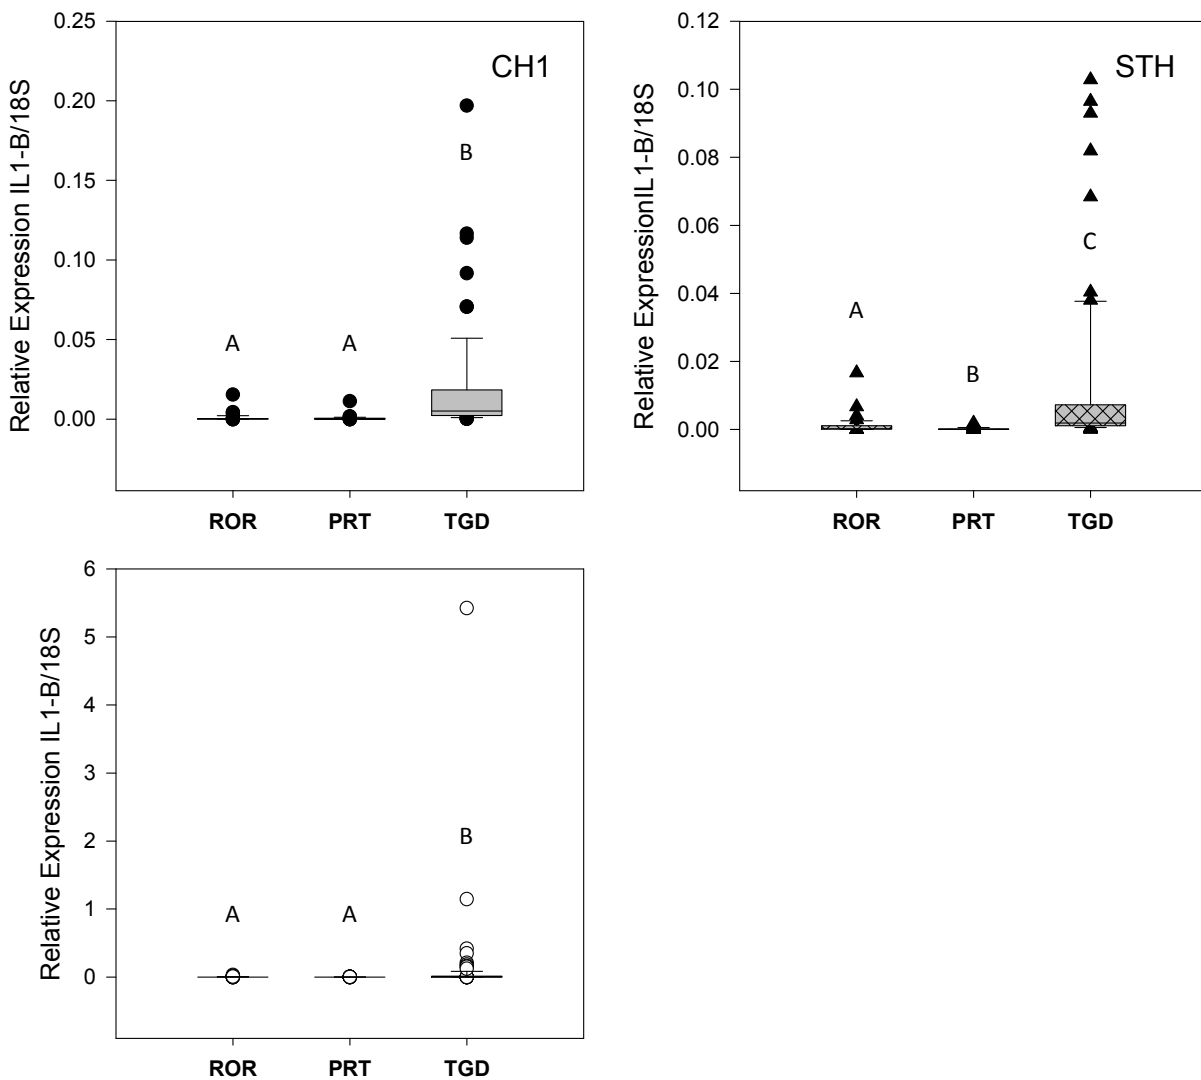 CH1
Relative Expression IL1-B/18S
0.25
0.20
0.15
0.10
0.05
0.00
A
A
B
ROR
PRT
TGD
STH
Relative ExpressionIL1-B/18S
0.12
0.10
0.08
0.06
0.04
0.02
0.00
A
B
C
ROR
PRT
TGD
Relative Expression IL1-B/18S
6
5
4
3
2
1
0
A
A
B
ROR
PRT
TGD